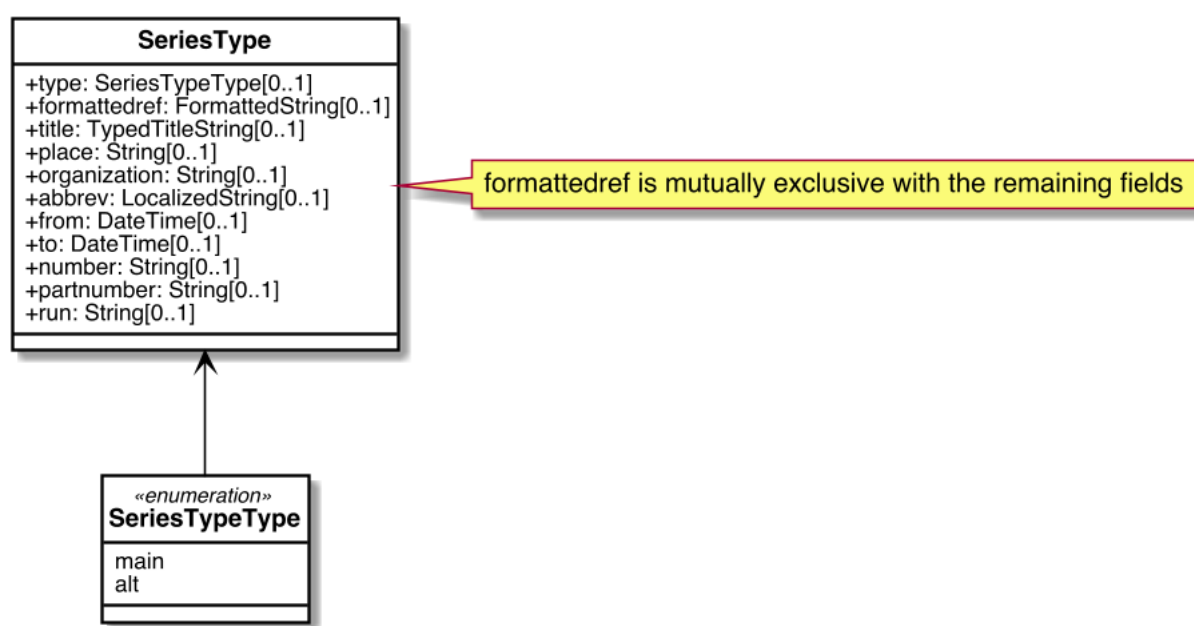 SeriesType
+type: SeriesTypeType[0..1]
+formattedref: FormattedString[0..1]
+title: TypedTitleString[0..1]
+place: String[0..1]
+organization: String[0..1]
+abbrev: LocalizedString[0..1]
+from: DateTime[0..1]
+to: DateTime[0..1]
+number: String[0..1]
+partnumber: String[0..1]
+run: String[0..1]
formattedref is mutually exclusive with the remaining fields
«enumeration»
SeriesTypeType
main
alt